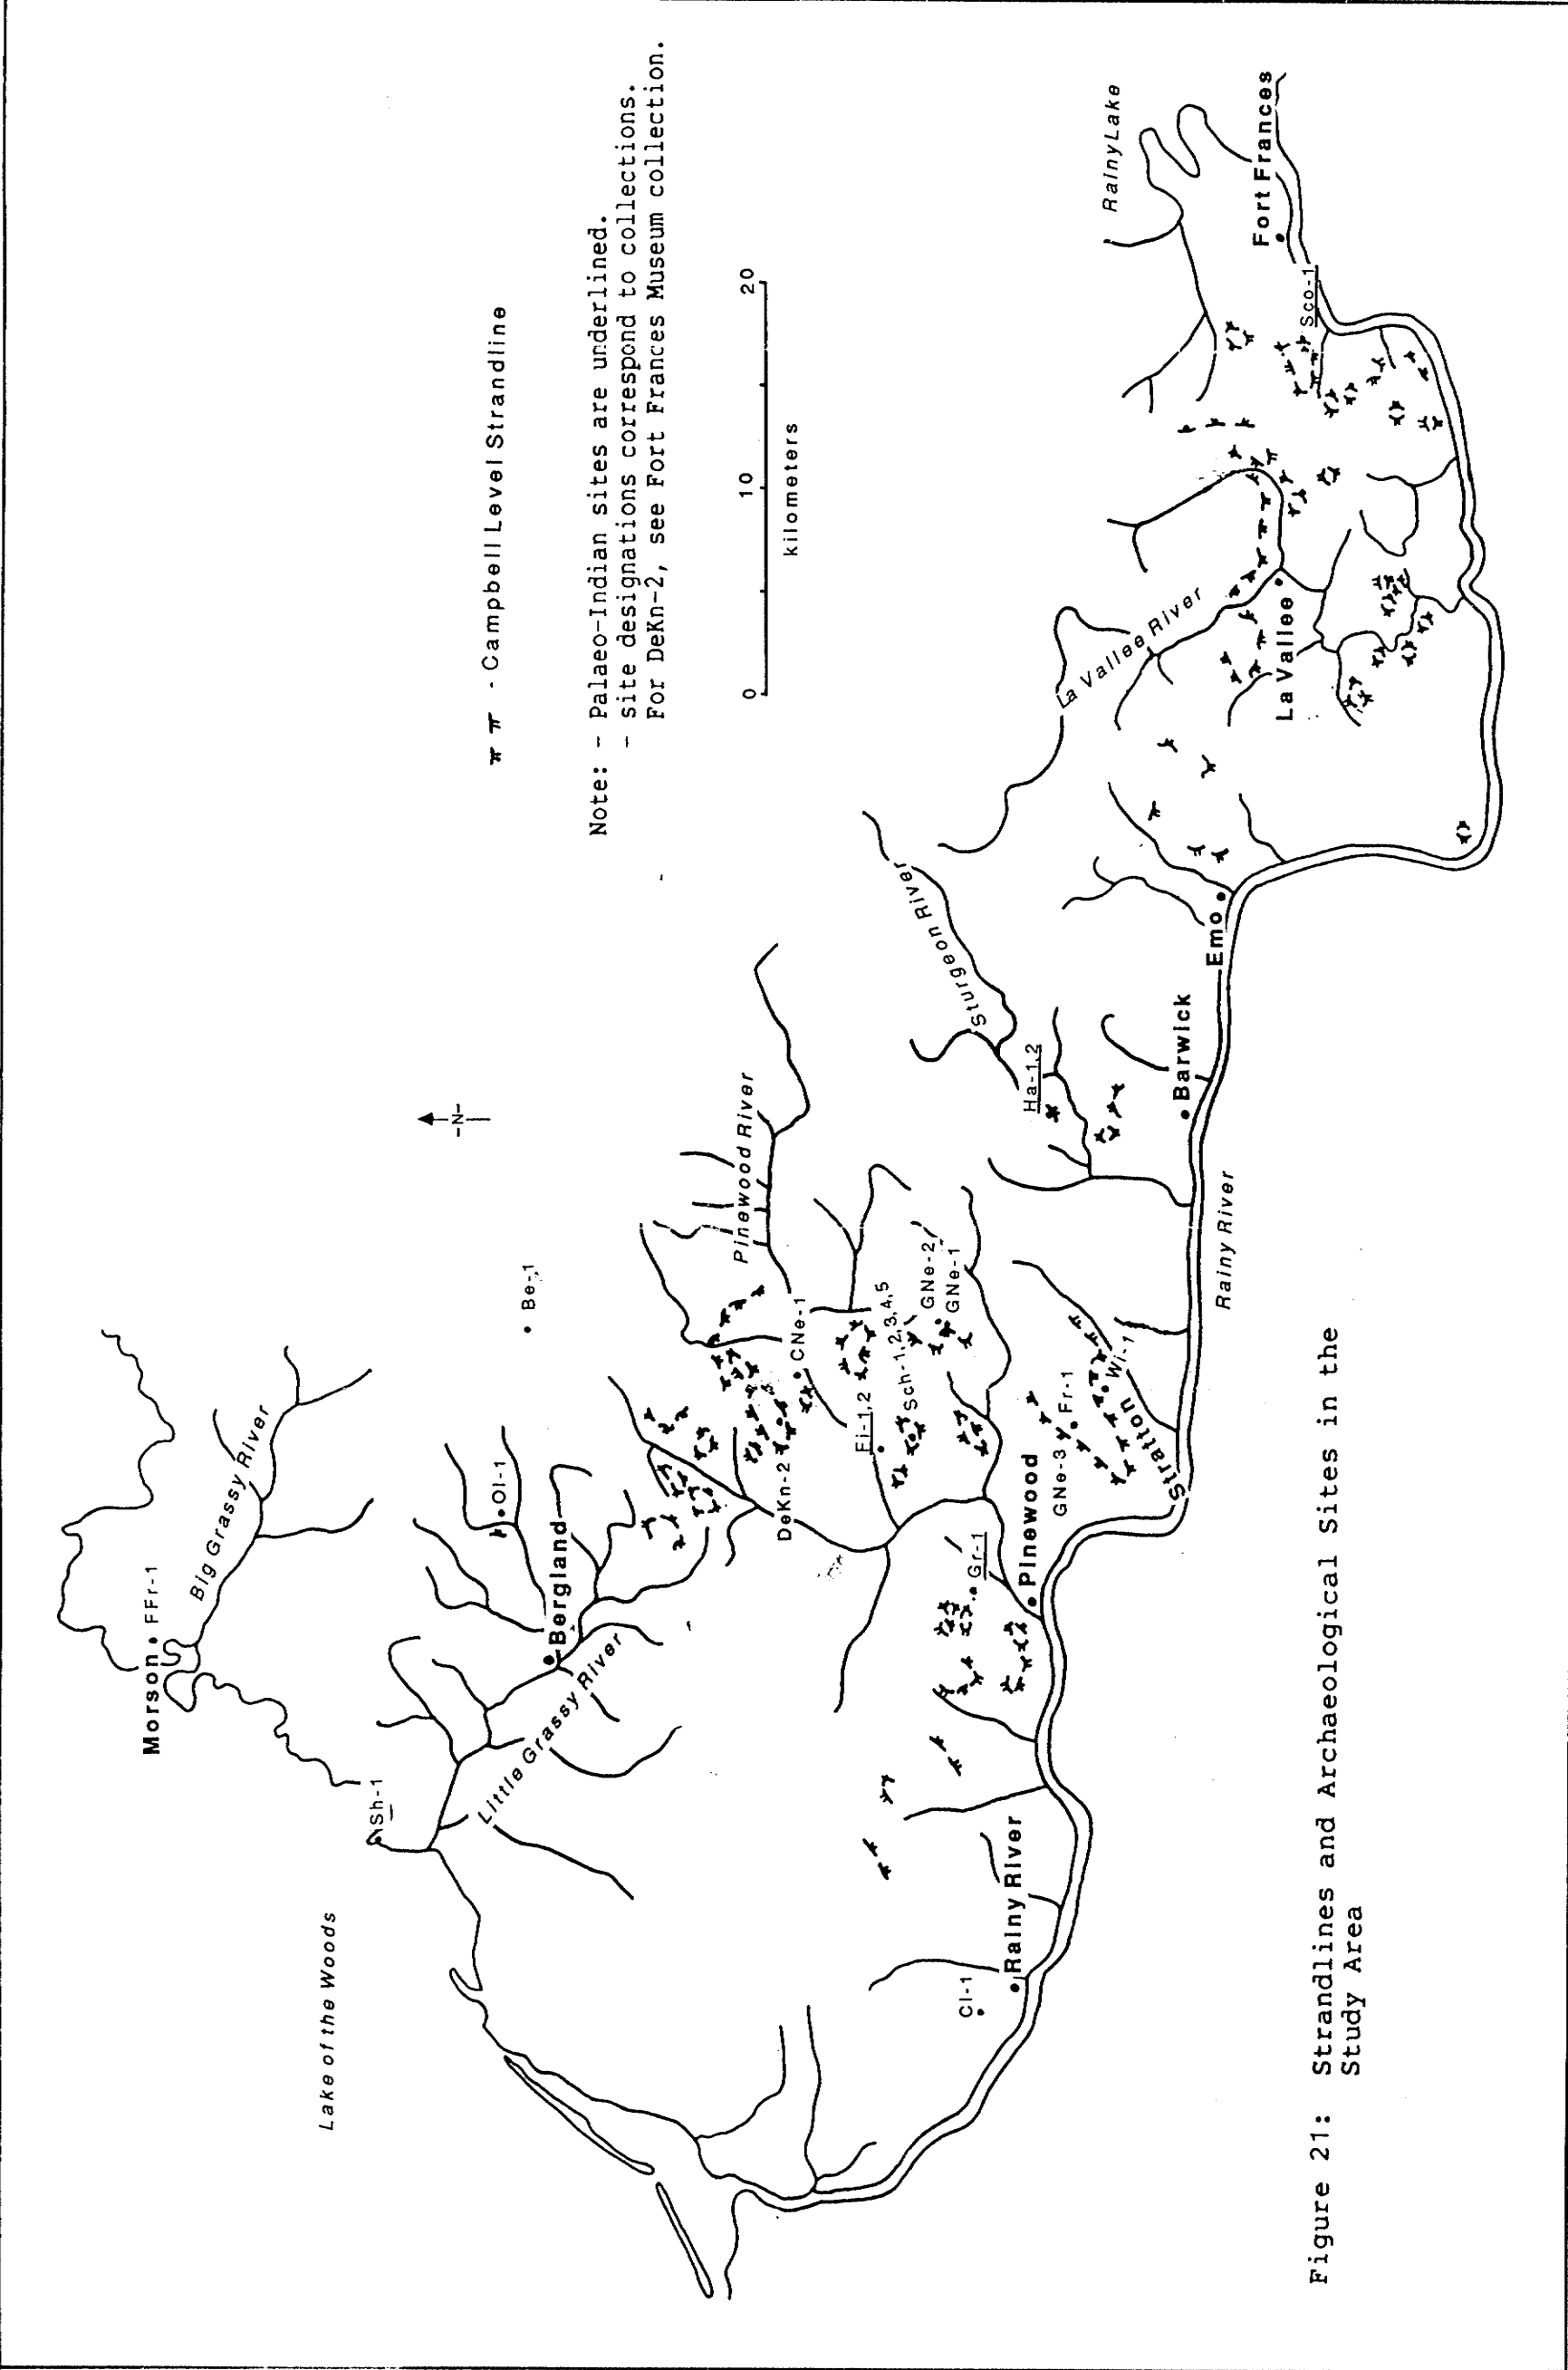 Lake of the Woods
Morson
FFr-1
Big Grassy River
Sh-1
Little Grassy River
Bergland
Ol-1
Be-1
-N-
π π - Campbell Level Strandline
Note: - Palaeo-Indian sites are underlined.
- site designations correspond to collections.
For DeKn-2, see Fort Frances Museum collection.
0 10 20
kilometers
Pinewood River
CNe-1
DeKn-2
Fi-1,2
Sch-1,2,3,4,5
GNe-2
GNe-1
Sturgeon River
Ha-1,2
La Vallee River
Rainy Lake
Fort Frances
Sco-1
La Vallee
Emo
Barwick
Rainy River
Wi-1
Stratton
Fr-1
GNe-3
Pinewood
Gr-1
Rainy River
Cl-1
Figure 21: Strandlines and Archaeological Sites in the
Study Area